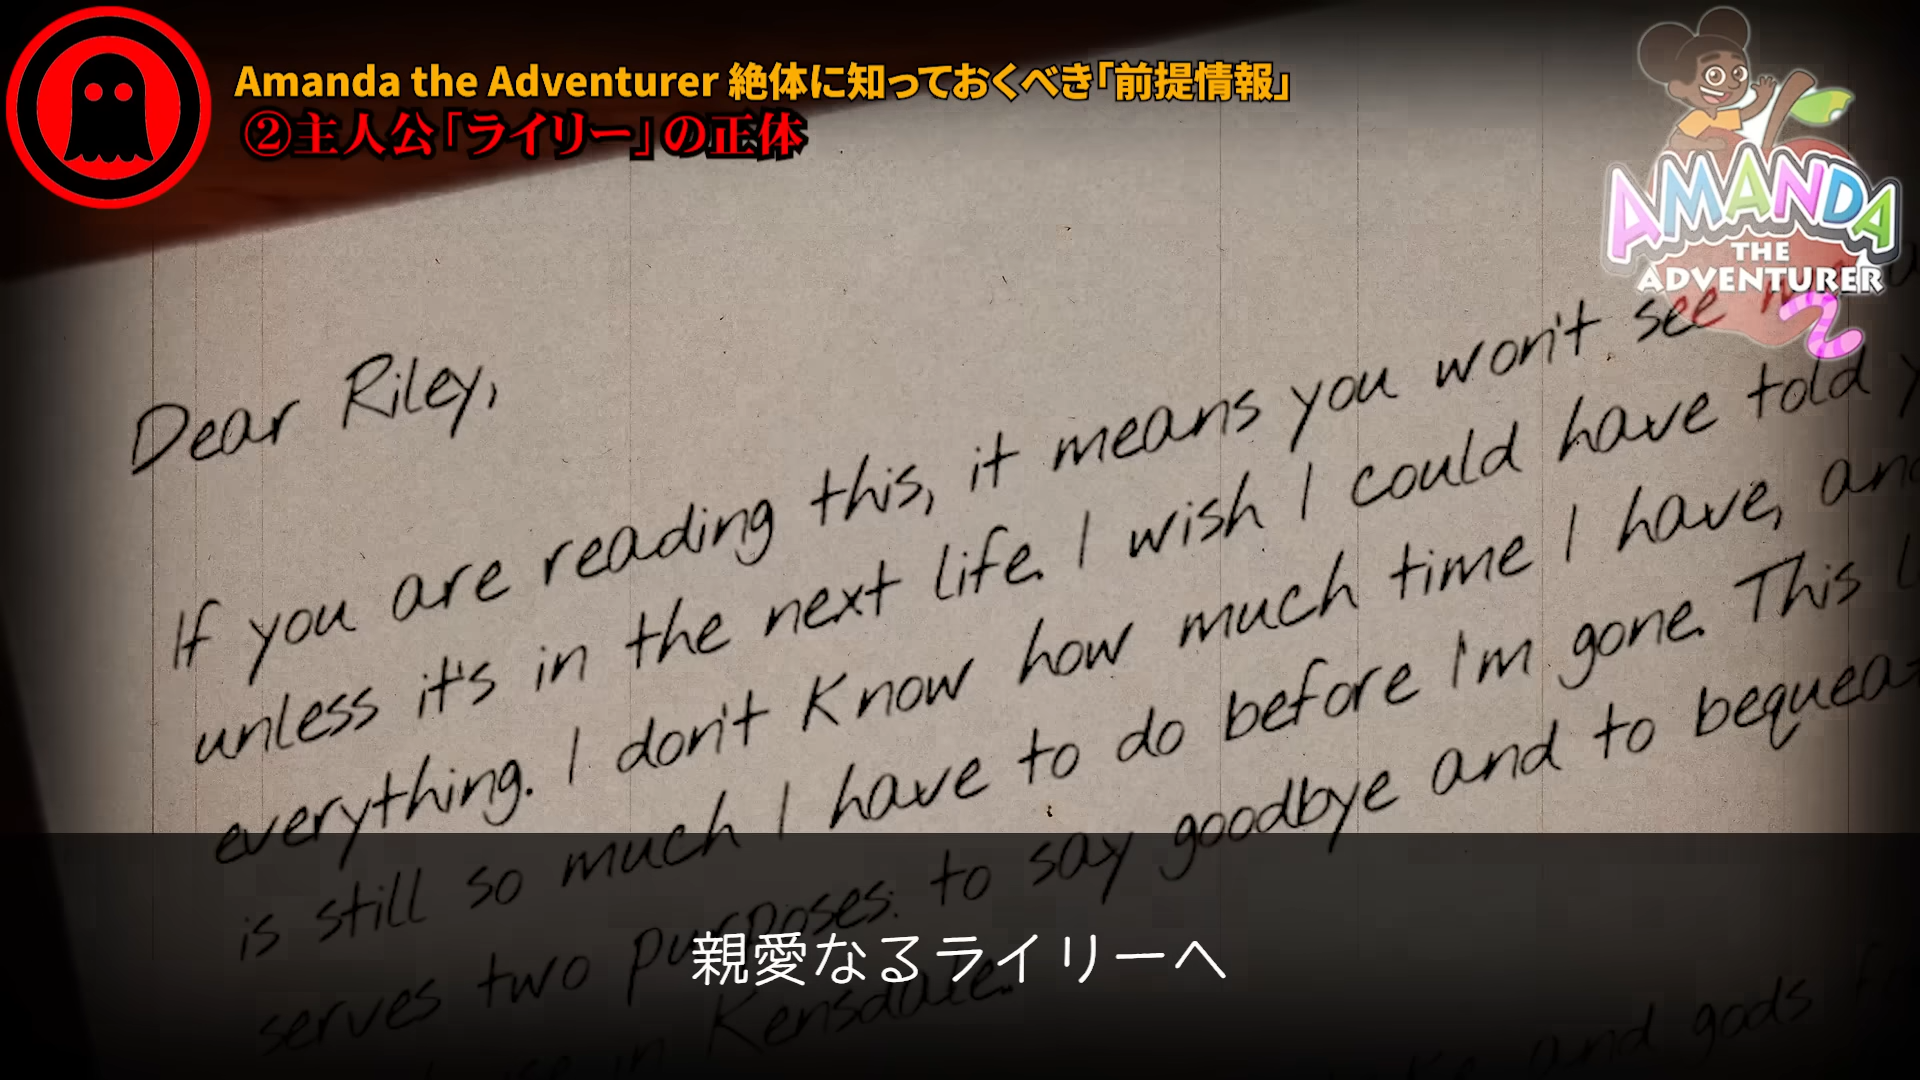 Amanda the Adventurer 絶体に知っておくべき「前提情報」
②主人公「ライリー」の正体
AMANDA
THE
ADVENTURER
Dear Riley,
If you are reading this, it means you won't see
unless it's in the next life. I wish I could have told
everything. I don't know how much time I have, and
is still so much I have to do before I'm gone. This
serves two purposes: to say goodbye and to
in Kensdale.
and gods
親愛なるライリーへ